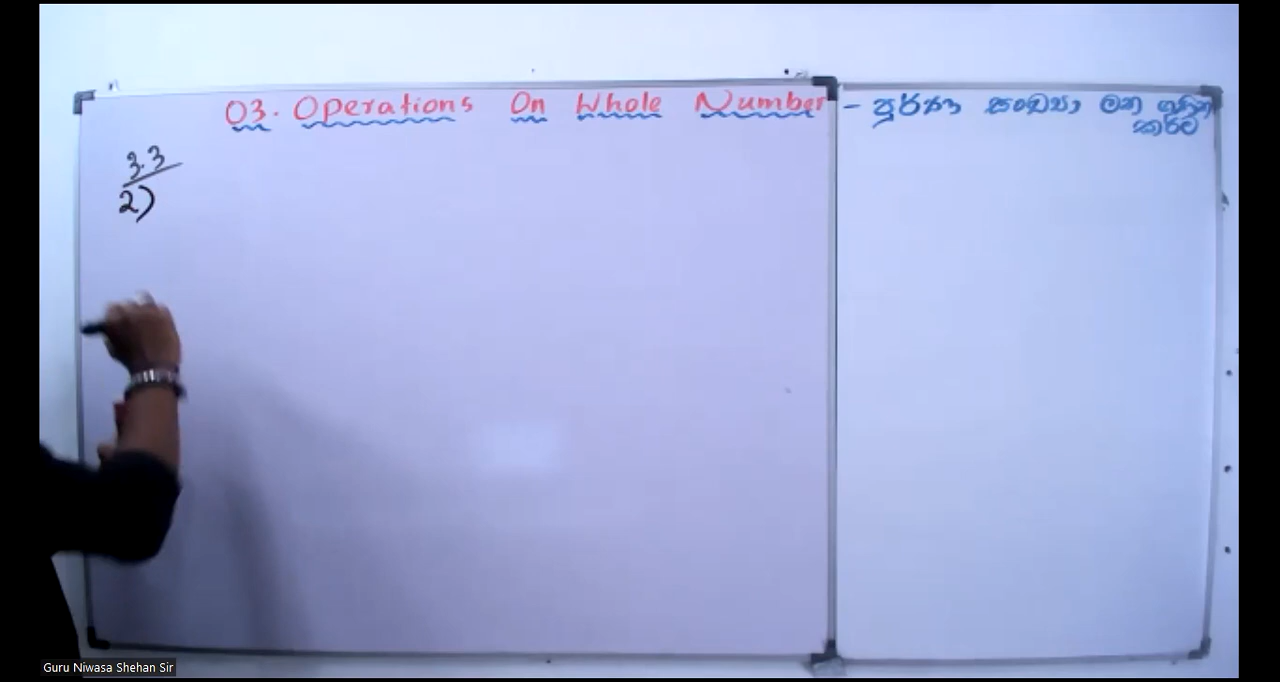 03. Operations On Whole Number - පූර්ණ සංඛ්‍යා මත ගණිත
කර්ම
3.3
2)
Guru Niwasa Shehan Sir